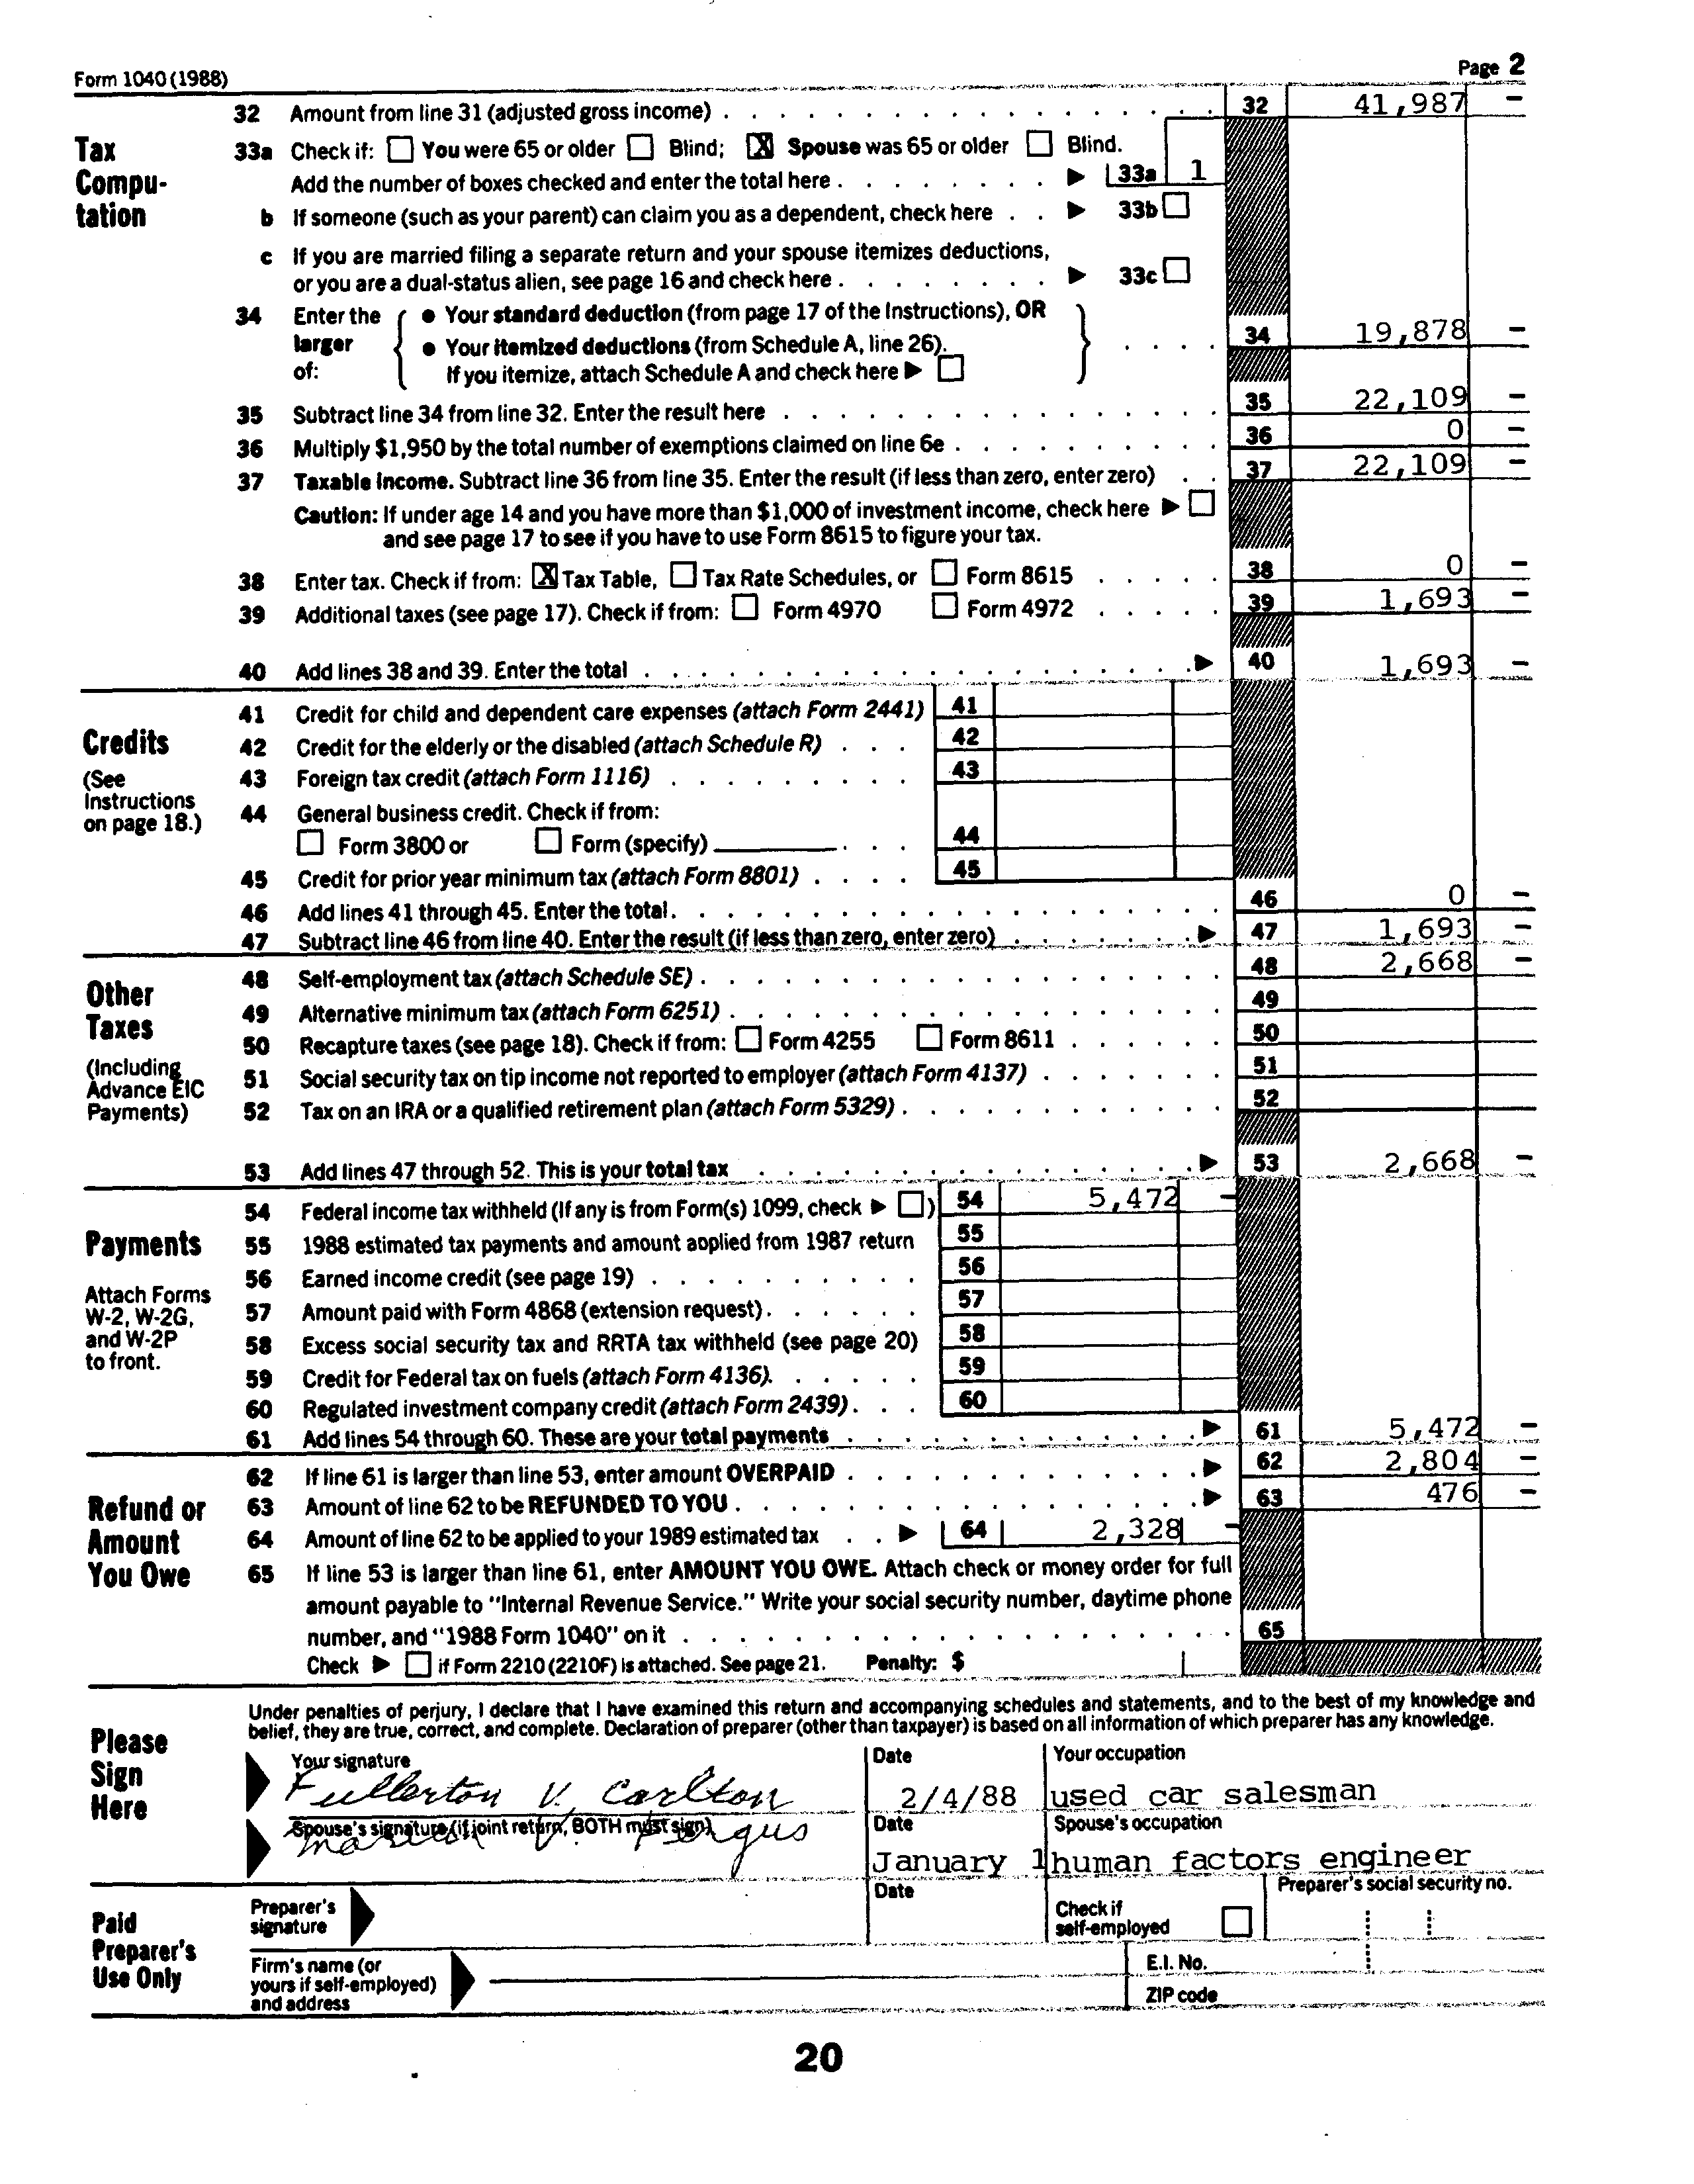 Form 1040 (1988) Page 2
32 Amount from line 31 (adjusted gross income) 32 41,987 –
Tax Compu- tation
33a Check if: You were 65 or older Blind; X Spouse was 65 or older Blind.
Add the number of boxes checked and enter the total here 33a 1
b If someone (such as your parent) can claim you as a dependent, check here 33b
c If you are married filing a separate return and your spouse itemizes deductions,
or you are a dual-status alien, see page 16 and check here 33c
34 Enter the larger of:
• Your standard deduction (from page 17 of the Instructions), OR
• Your itemized deductions (from Schedule A, line 26).
If you itemize, attach Schedule A and check here
34 19,878 –
35 Subtract line 34 from line 32. Enter the result here 35 22,109 –
36 Multiply $1,950 by the total number of exemptions claimed on line 6e 36 0 –
37 Taxable income. Subtract line 36 from line 35. Enter the result (if less than zero, enter zero) 37 22,109 –
Caution: If under age 14 and you have more than $1,000 of investment income, check here
and see page 17 to see if you have to use Form 8615 to figure your tax.
38 Enter tax. Check if from: X Tax Table, Tax Rate Schedules, or Form 8615 38 0 –
39 Additional taxes (see page 17). Check if from: Form 4970 Form 4972 39 1,693 –
40 Add lines 38 and 39. Enter the total 40 1,693 –
Credits
(See Instructions on page 18.)
41 Credit for child and dependent care expenses (attach Form 2441) 41
42 Credit for the elderly or the disabled (attach Schedule R) 42
43 Foreign tax credit (attach Form 1116) 43
44 General business credit. Check if from:
Form 3800 or Form (specify) 44
45 Credit for prior year minimum tax (attach Form 8801) 45
46 Add lines 41 through 45. Enter the total 46 0 –
47 Subtract line 46 from line 40. Enter the result (if less than zero, enter zero) 47 1,693 –
Other Taxes
(Including Advance EIC Payments)
48 Self-employment tax (attach Schedule SE) 48 2,668 –
49 Alternative minimum tax (attach Form 6251) 49
50 Recapture taxes (see page 18). Check if from: Form 4255 Form 8611 50
51 Social security tax on tip income not reported to employer (attach Form 4137) 51
52 Tax on an IRA or a qualified retirement plan (attach Form 5329) 52
53 Add lines 47 through 52. This is your total tax 53 2,668 –
Payments
Attach Forms W-2, W-2G, and W-2P to front.
54 Federal income tax withheld (If any is from Form(s) 1099, check ) 54 5,472 –
55 1988 estimated tax payments and amount applied from 1987 return 55
56 Earned income credit (see page 19) 56
57 Amount paid with Form 4868 (extension request) 57
58 Excess social security tax and RRTA tax withheld (see page 20) 58
59 Credit for Federal tax on fuels (attach Form 4136) 59
60 Regulated investment company credit (attach Form 2439) 60
61 Add lines 54 through 60. These are your total payments 61 5,472 –
Refund or Amount You Owe
62 If line 61 is larger than line 53, enter amount OVERPAID 62 2,804 –
63 Amount of line 62 to be REFUNDED TO YOU 63 476 –
64 Amount of line 62 to be applied to your 1989 estimated tax 64 2,328 –
65 If line 53 is larger than line 61, enter AMOUNT YOU OWE. Attach check or money order for full
amount payable to "Internal Revenue Service." Write your social security number, daytime phone
number, and "1988 Form 1040" on it 65
Check if Form 2210 (2210F) is attached. See page 21. Penalty: $
Please Sign Here
Under penalties of perjury, I declare that I have examined this return and accompanying schedules and statements, and to the best of my knowledge and
belief, they are true, correct, and complete. Declaration of preparer (other than taxpayer) is based on all information of which preparer has any knowledge.
Your signature Date Your occupation
Fullerton V. Carlton 2/4/88 used car salesman
Spouse's signature (if joint return, BOTH must sign) Date Spouse's occupation
V. Fergus January 1 human factors engineer
Paid Preparer's Use Only
Preparer's signature Date Check if self-employed Preparer's social security no.
Firm's name (or yours if self-employed) and address E.I. No.
ZIP code
20